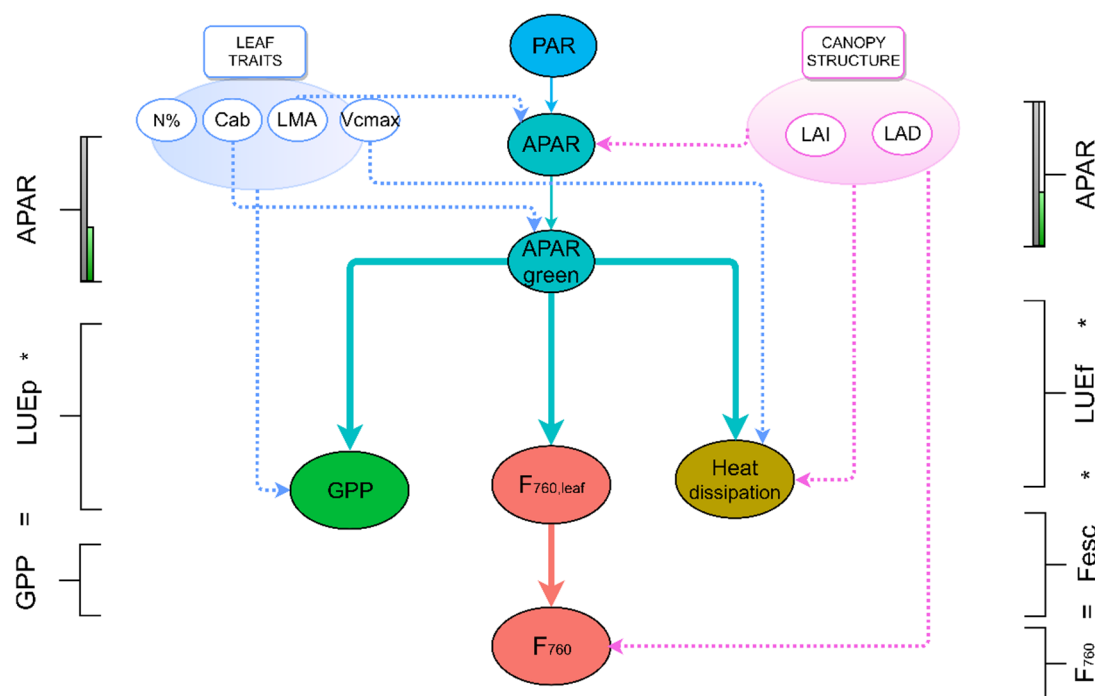 LEAF
TRAITS
PAR
CANOPY
STRUCTURE
N%
Cab
LMA
Vcmax
APAR
LAI
LAD
APAR
green
GPP
F760,leaf
Heat
dissipation
F760
GPP = LUEp * APAR
F760 = Fesc * LUEf * APAR